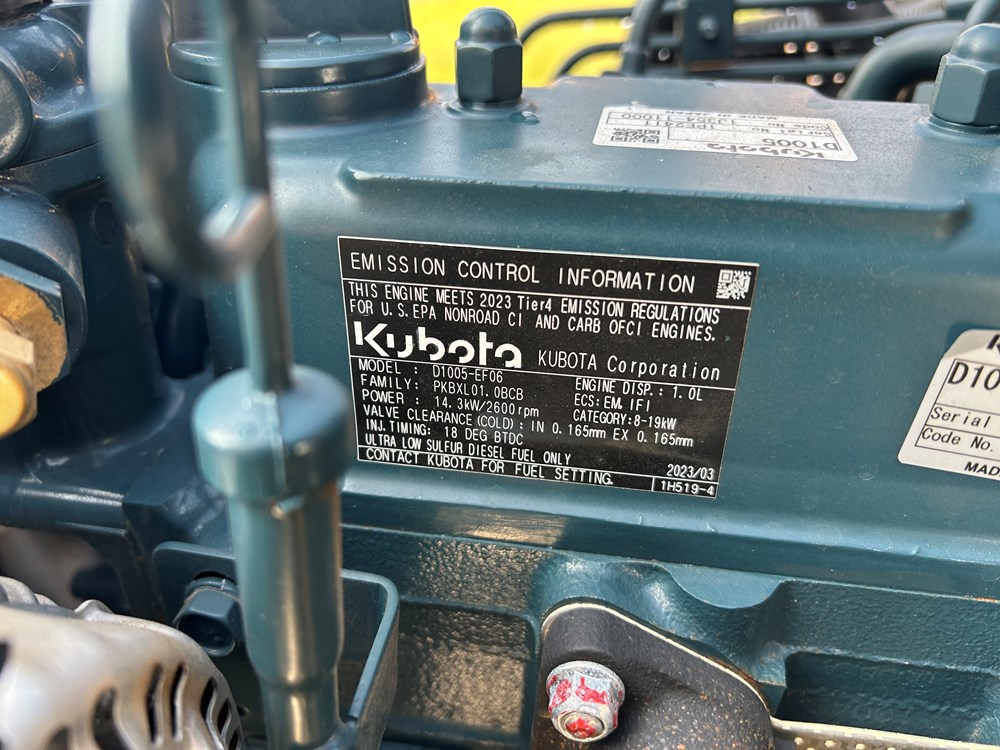 Kubota
D1005
EMISSION CONTROL INFORMATION
THIS ENGINE MEETS 2023 Tier4 EMISSION REGULATIONS
FOR U.S.EPA NONROAD CI AND CARB OFCI ENGINES.
Kubota KUBOTA Corporation
MODEL : D1005-EF06 ENGINE DISP.: 1.0L
FAMILY: PKBXL01.0BCB ECS: EM, IFI
POWER : 14.3kW/2600rpm CATEGORY:8-19kW
VALVE CLEARANCE(COLD): IN 0.165mm EX 0.165mm
INJ.TIMING: 18 DEG BTDC
ULTRA LOW SULFUR DIESEL FUEL ONLY 2023/03
CONTACT KUBOTA FOR FUEL SETTING. 1H519-4
D10
Serial
Code No.
MAD